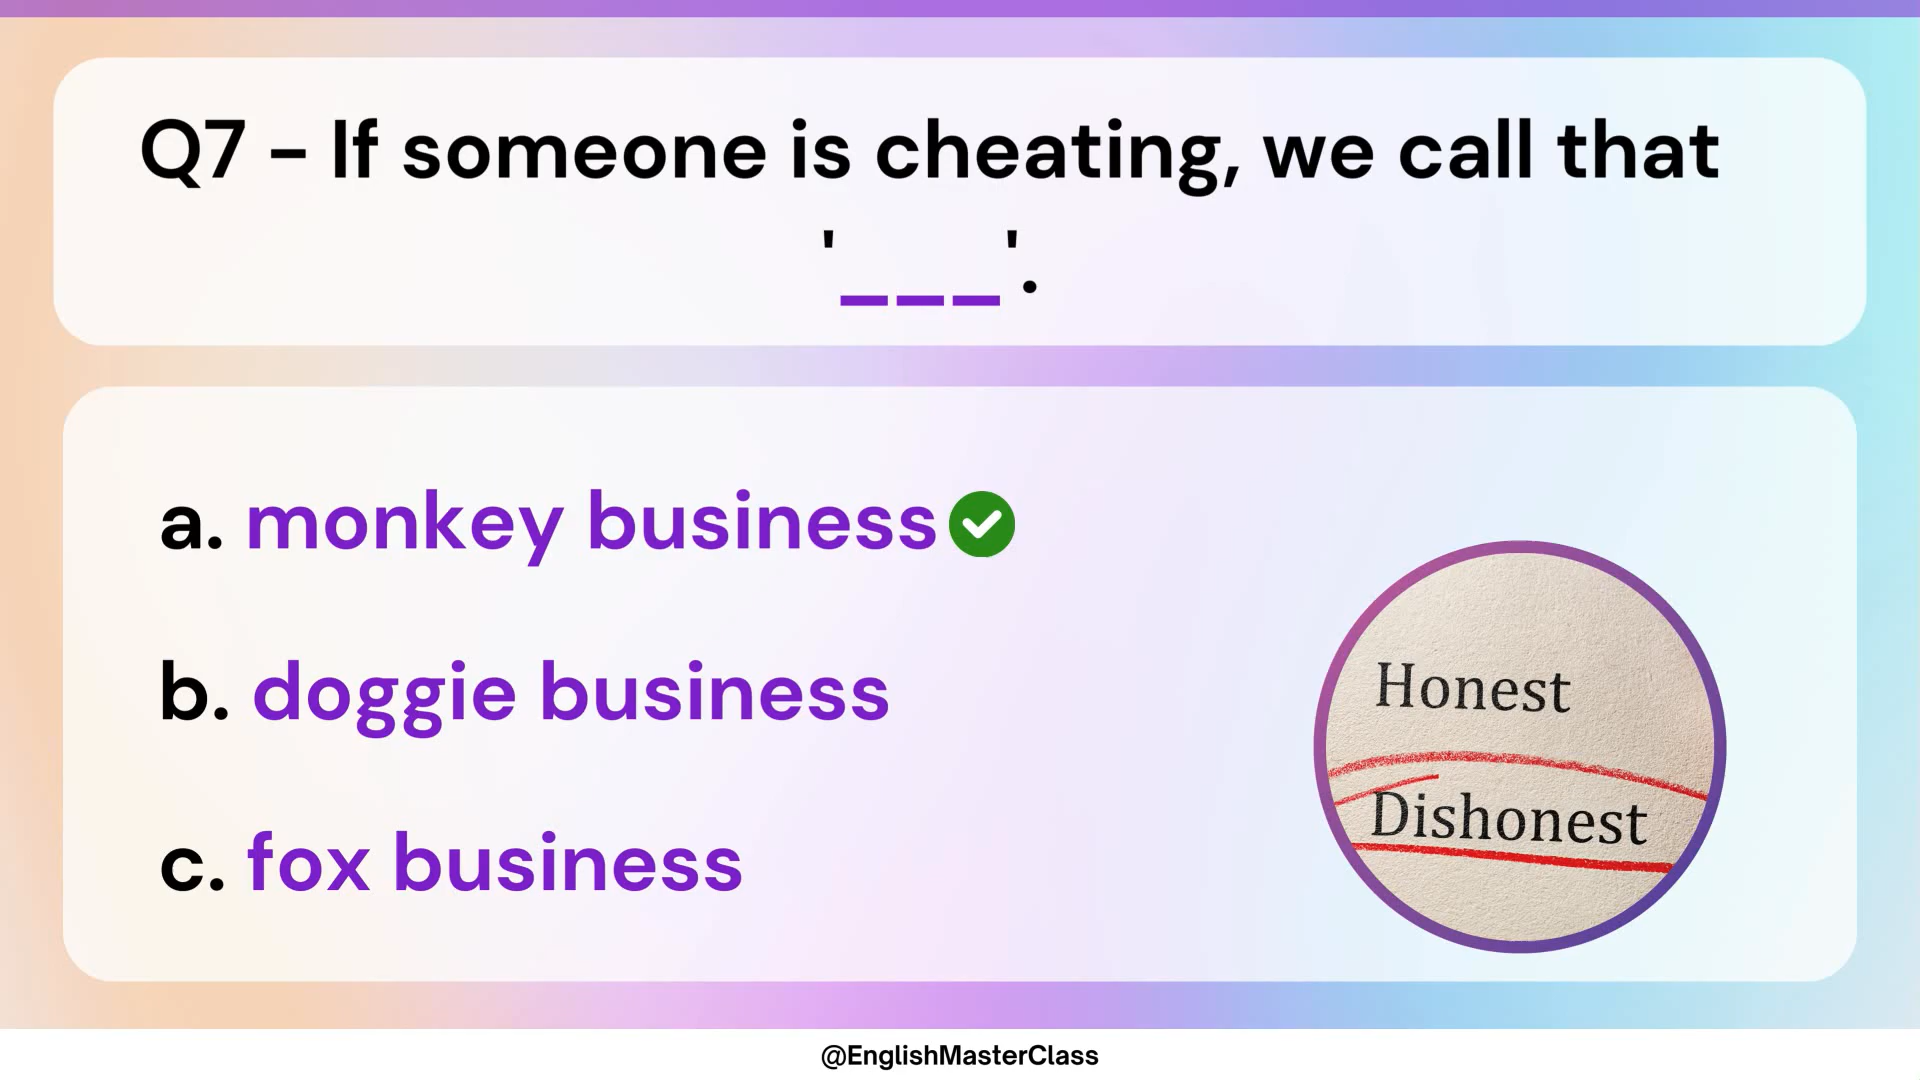 Q7 - If someone is cheating, we call that
'___'.
a. monkey business
b. doggie business
c. fox business
Honest
Dishonest
@EnglishMasterClass